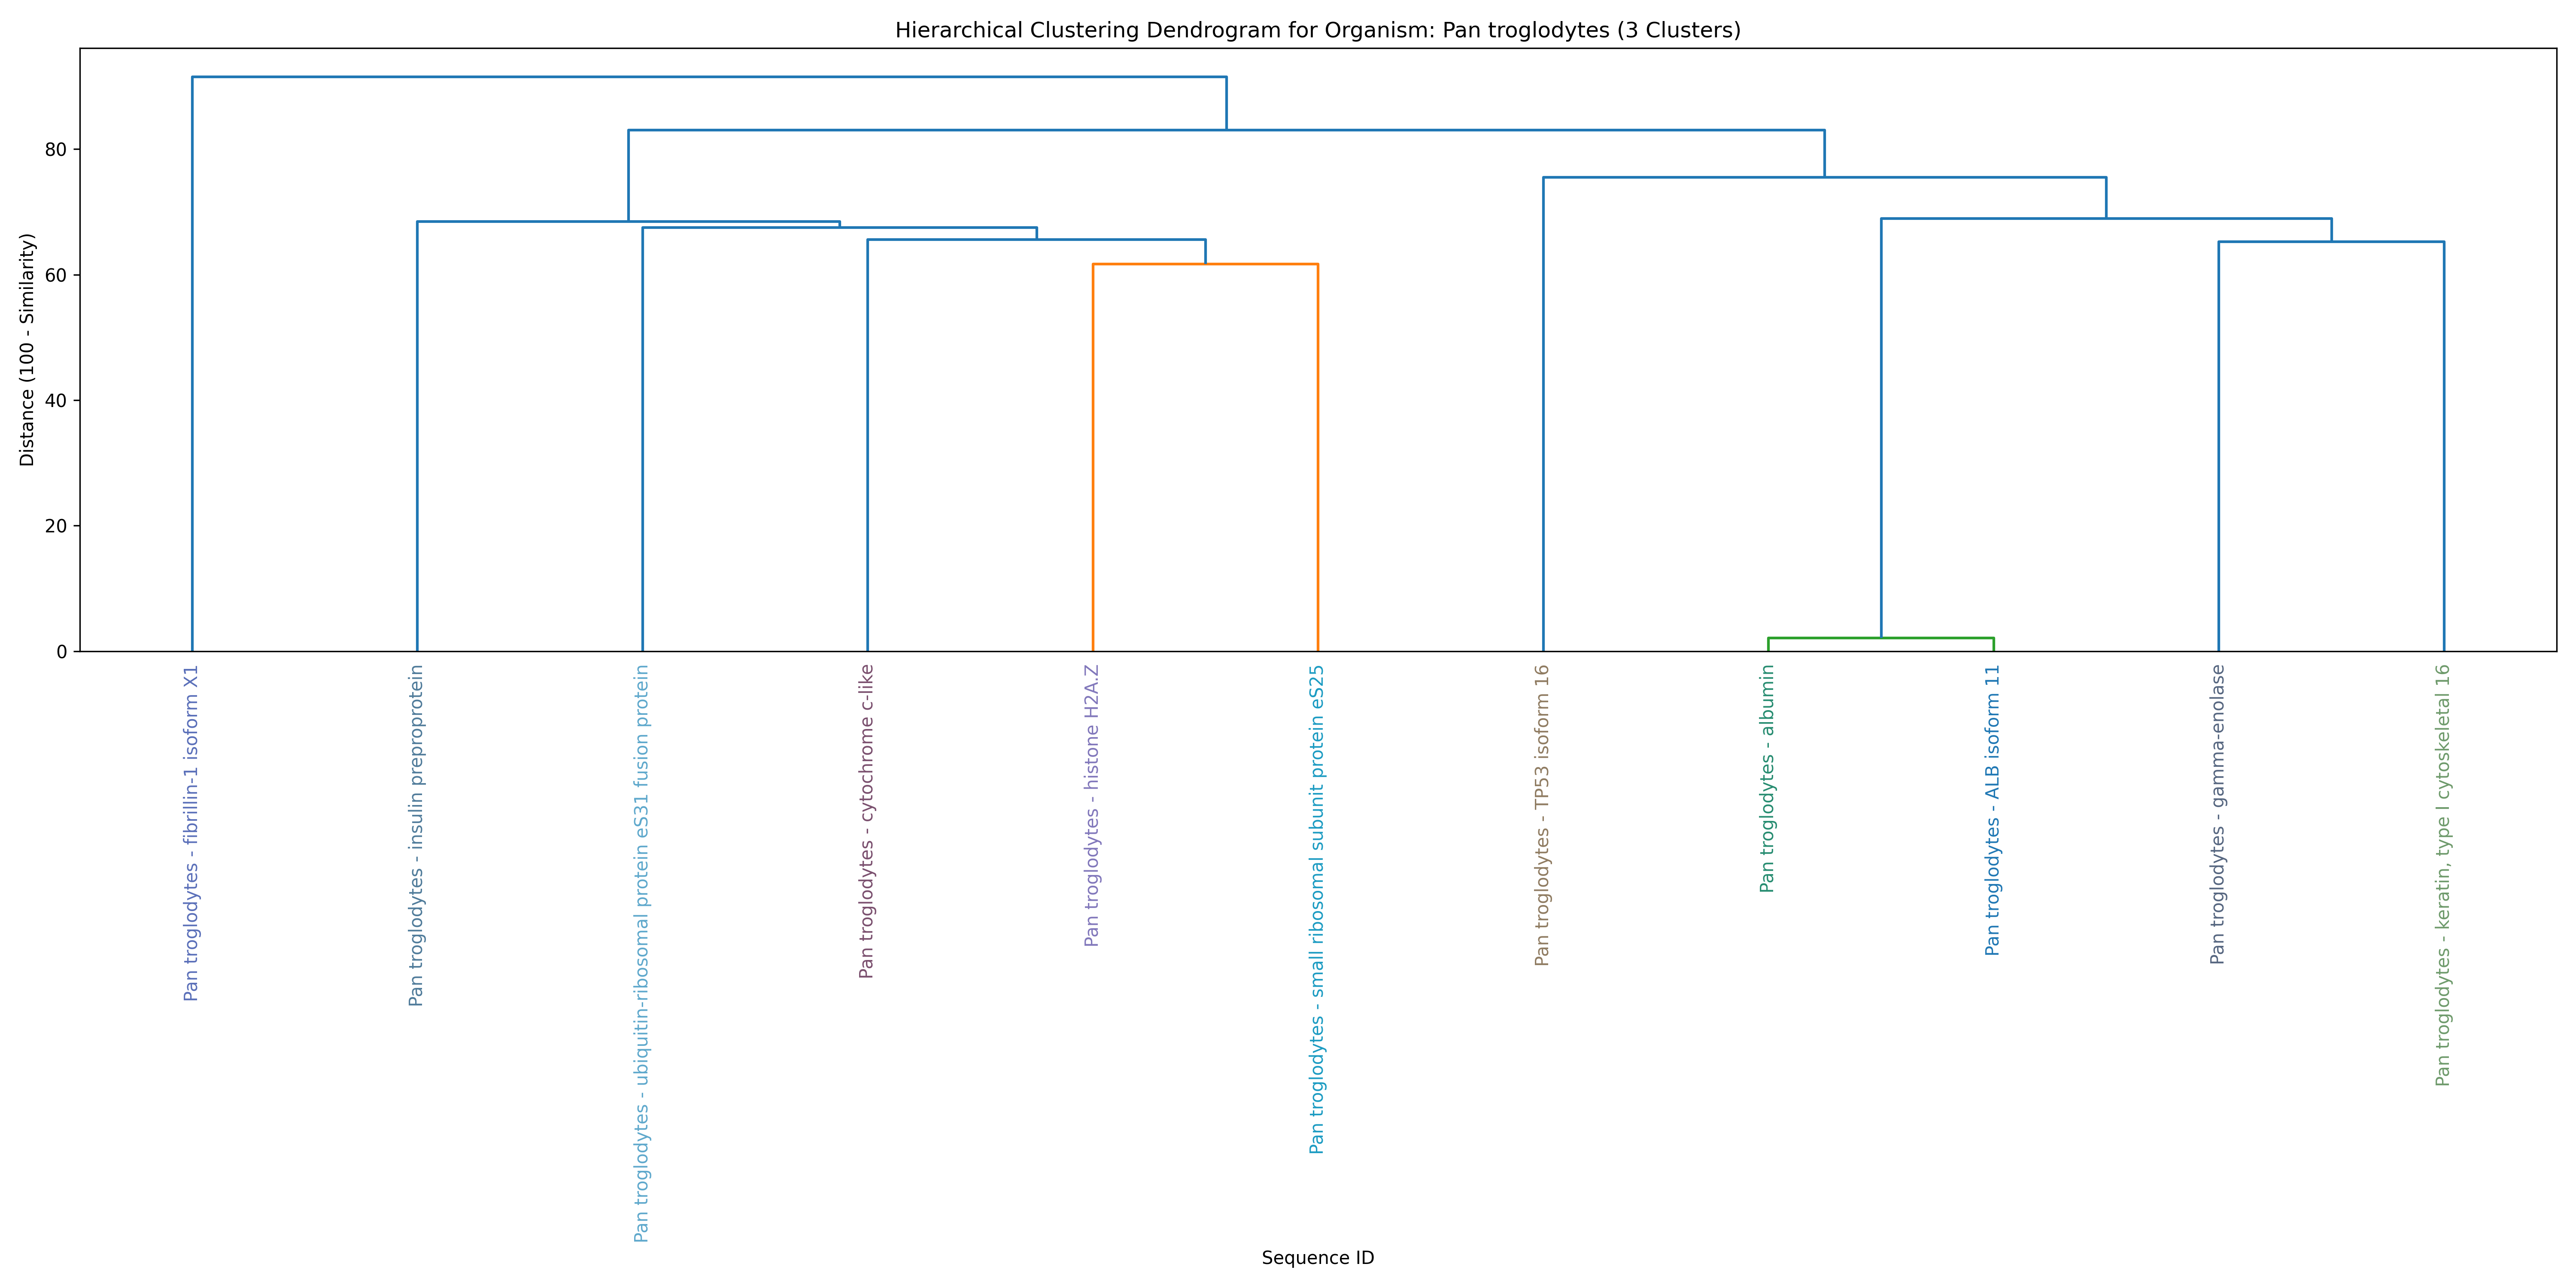 Hierarchical Clustering Dendrogram for Organism: Pan troglodytes (3 Clusters)
Distance (100 - Similarity)
80
60
40
20
0
Pan troglodytes - fibrillin-1 isoform X1
Pan troglodytes - insulin preproprotein
Pan troglodytes - ubiquitin-ribosomal protein eS31 fusion protein
Pan troglodytes - cytochrome c-like
Pan troglodytes - histone H2A.Z
Pan troglodytes - small ribosomal subunit protein eS25
Pan troglodytes - TP53 isoform 16
Pan troglodytes - albumin
Pan troglodytes - ALB isoform 11
Pan troglodytes - gamma-enolase
Pan troglodytes - keratin, type I cytoskeletal 16
Sequence ID